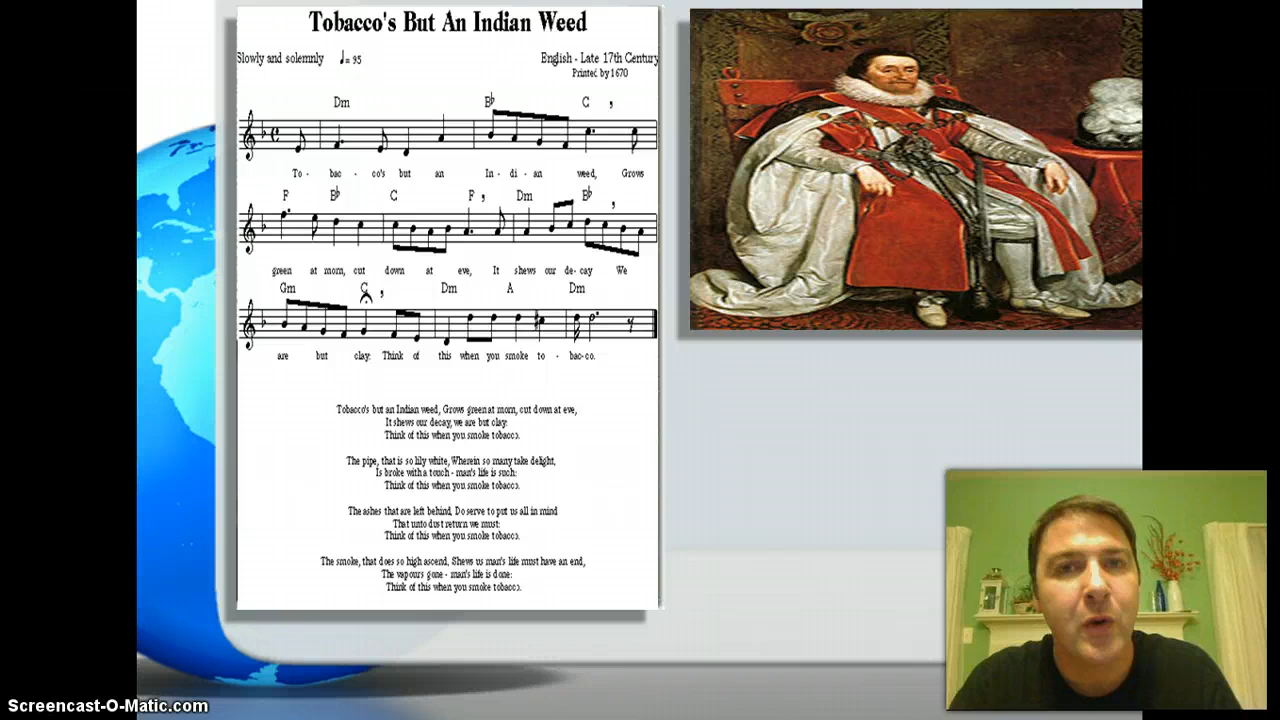 Tobacco's But An Indian Weed
Slowly and solemnly ♩= 95 English - Late 17th Century
Printed by 1670
Dm B♭ C
To - bac - co's but an In - di - an weed, Grows
F B♭ C F Dm B♭
green at morn, cut down at eve, It shews our de- cay We
Gm C Dm A Dm
are but clay: Think of this when you smoke to - bac-co.
Tobacco's but an Indian weed, Grows green at morn, cut down at eve,
It shews our decay, we are but clay:
Think of this when you smoke tobacco.
The pipe, that is so lily white, Wherein so many take delight,
Is broke with a touch - man's life is such:
Think of this when you smoke tobacco.
The ashes that are left behind, Do serve to put us all in mind
That unto dust return we must:
Think of this when you smoke tobacco.
The smoke, that does so high ascend, Shews us man's life must have an end,
The vapours gone - man's life is done:
Think of this when you smoke tobacco.
Screencast-O-Matic.com